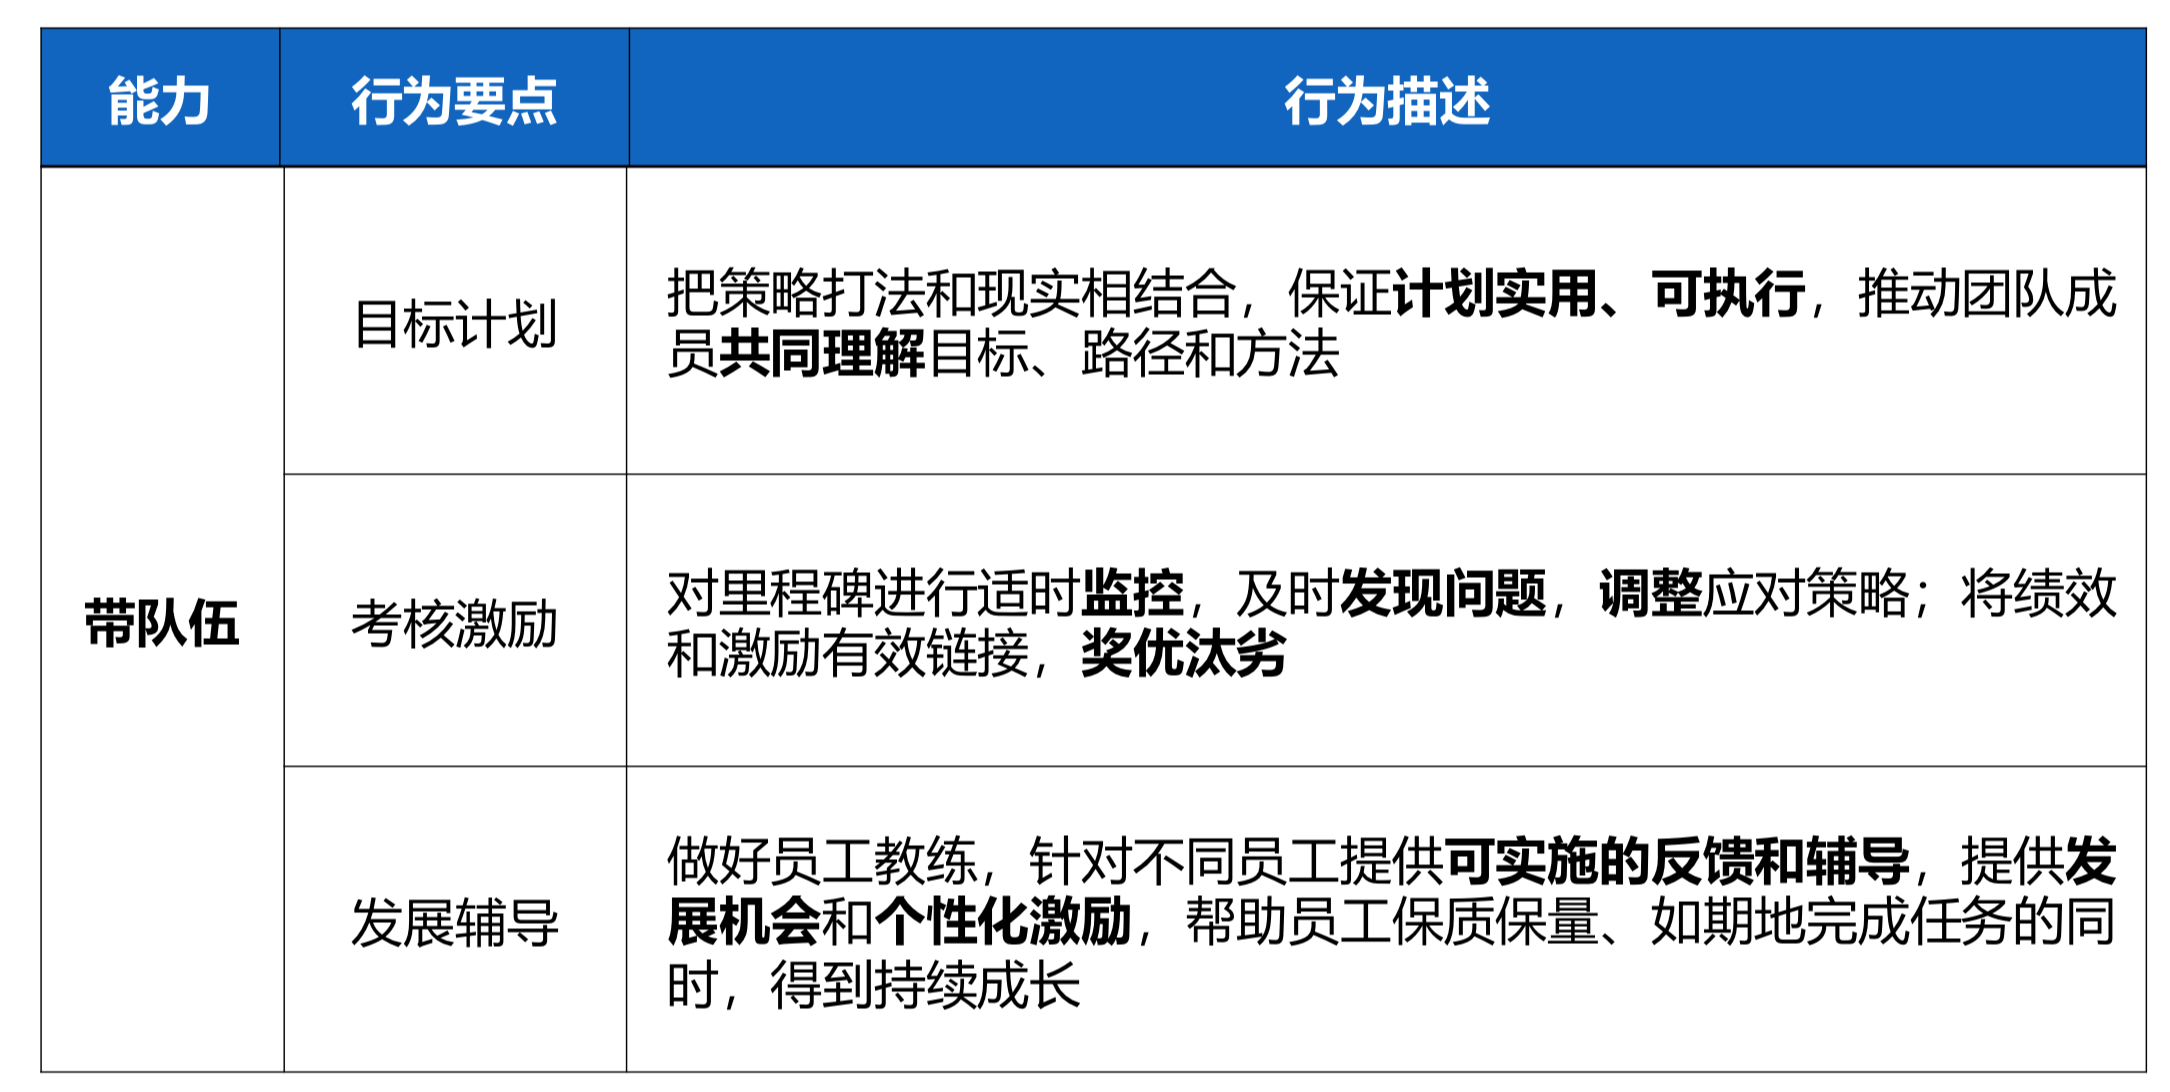 能力 行为要点 行为描述
带队伍
目标计划
把策略打法和现实相结合，保证计划实用、可执行，推动团队成
员共同理解目标、路径和方法
考核激励
对里程碑进行适时监控，及时发现问题，调整应对策略；将绩效
和激励有效链接，奖优汰劣
发展辅导
做好员工教练，针对不同员工提供可实施的反馈和辅导，提供发
展机会和个性化激励，帮助员工保质保量、如期地完成任务的同
时，得到持续成长